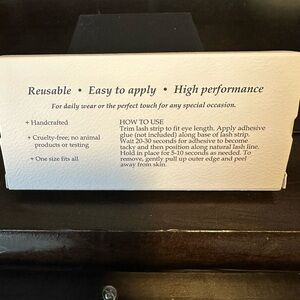 Reusable • Easy to apply • High performance
For daily wear or the perfect touch for any special occasion.
+ Handcrafted
+ Cruelty-free; no animal
products or testing
+ One size fits all
HOW TO USE
Trim lash strip to fit eye length. Apply adhesive
glue (not included) along base of lash strip.
Wait 20-30 seconds for adhesive to become
tacky and then position along natural lash line.
Hold in place for 5-10 seconds as needed. To
remove, gently pull up outer edge and peel
away from skin.